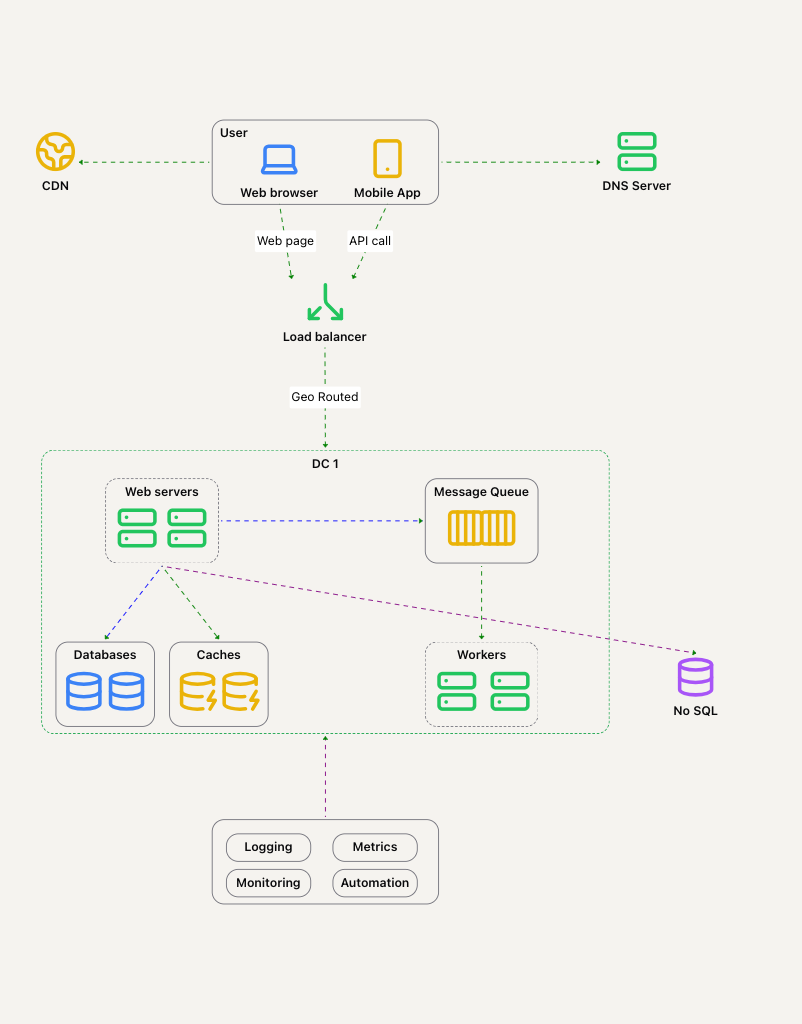 User
Web browser
Mobile App
CDN
DNS Server
Web page
API call
Load balancer
Geo Routed
DC 1
Web servers
Message Queue
Databases
Caches
Workers
No SQL
Logging
Metrics
Monitoring
Automation